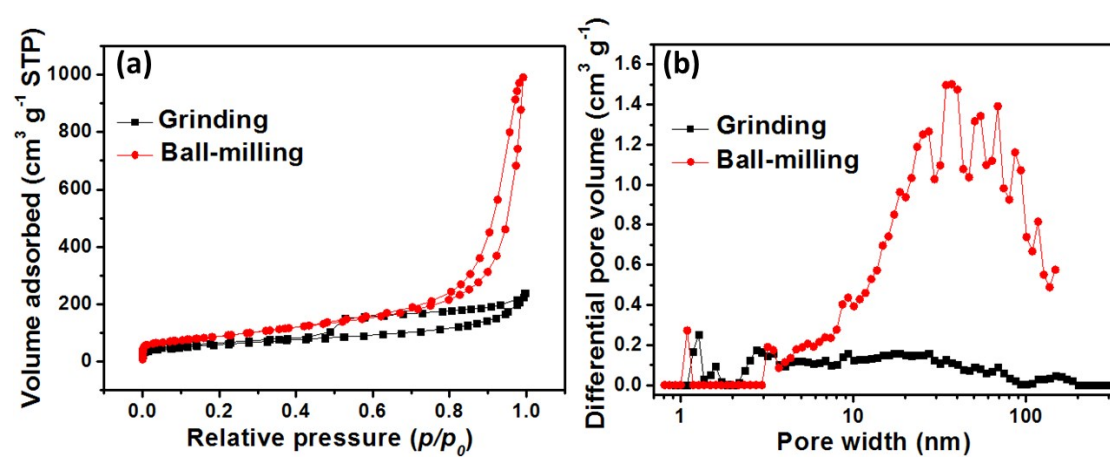 (a)
Grinding
Ball-milling
Volume adsorbed (cm³ g⁻¹ STP)
1000
800
600
400
200
0
0.0 0.2 0.4 0.6 0.8 1.0
Relative pressure (p/p₀)
(b)
Grinding
Ball-milling
Differential pore volume (cm³ g⁻¹)
1.6
1.4
1.2
1.0
0.8
0.6
0.4
0.2
0.0
1 10 100
Pore width (nm)